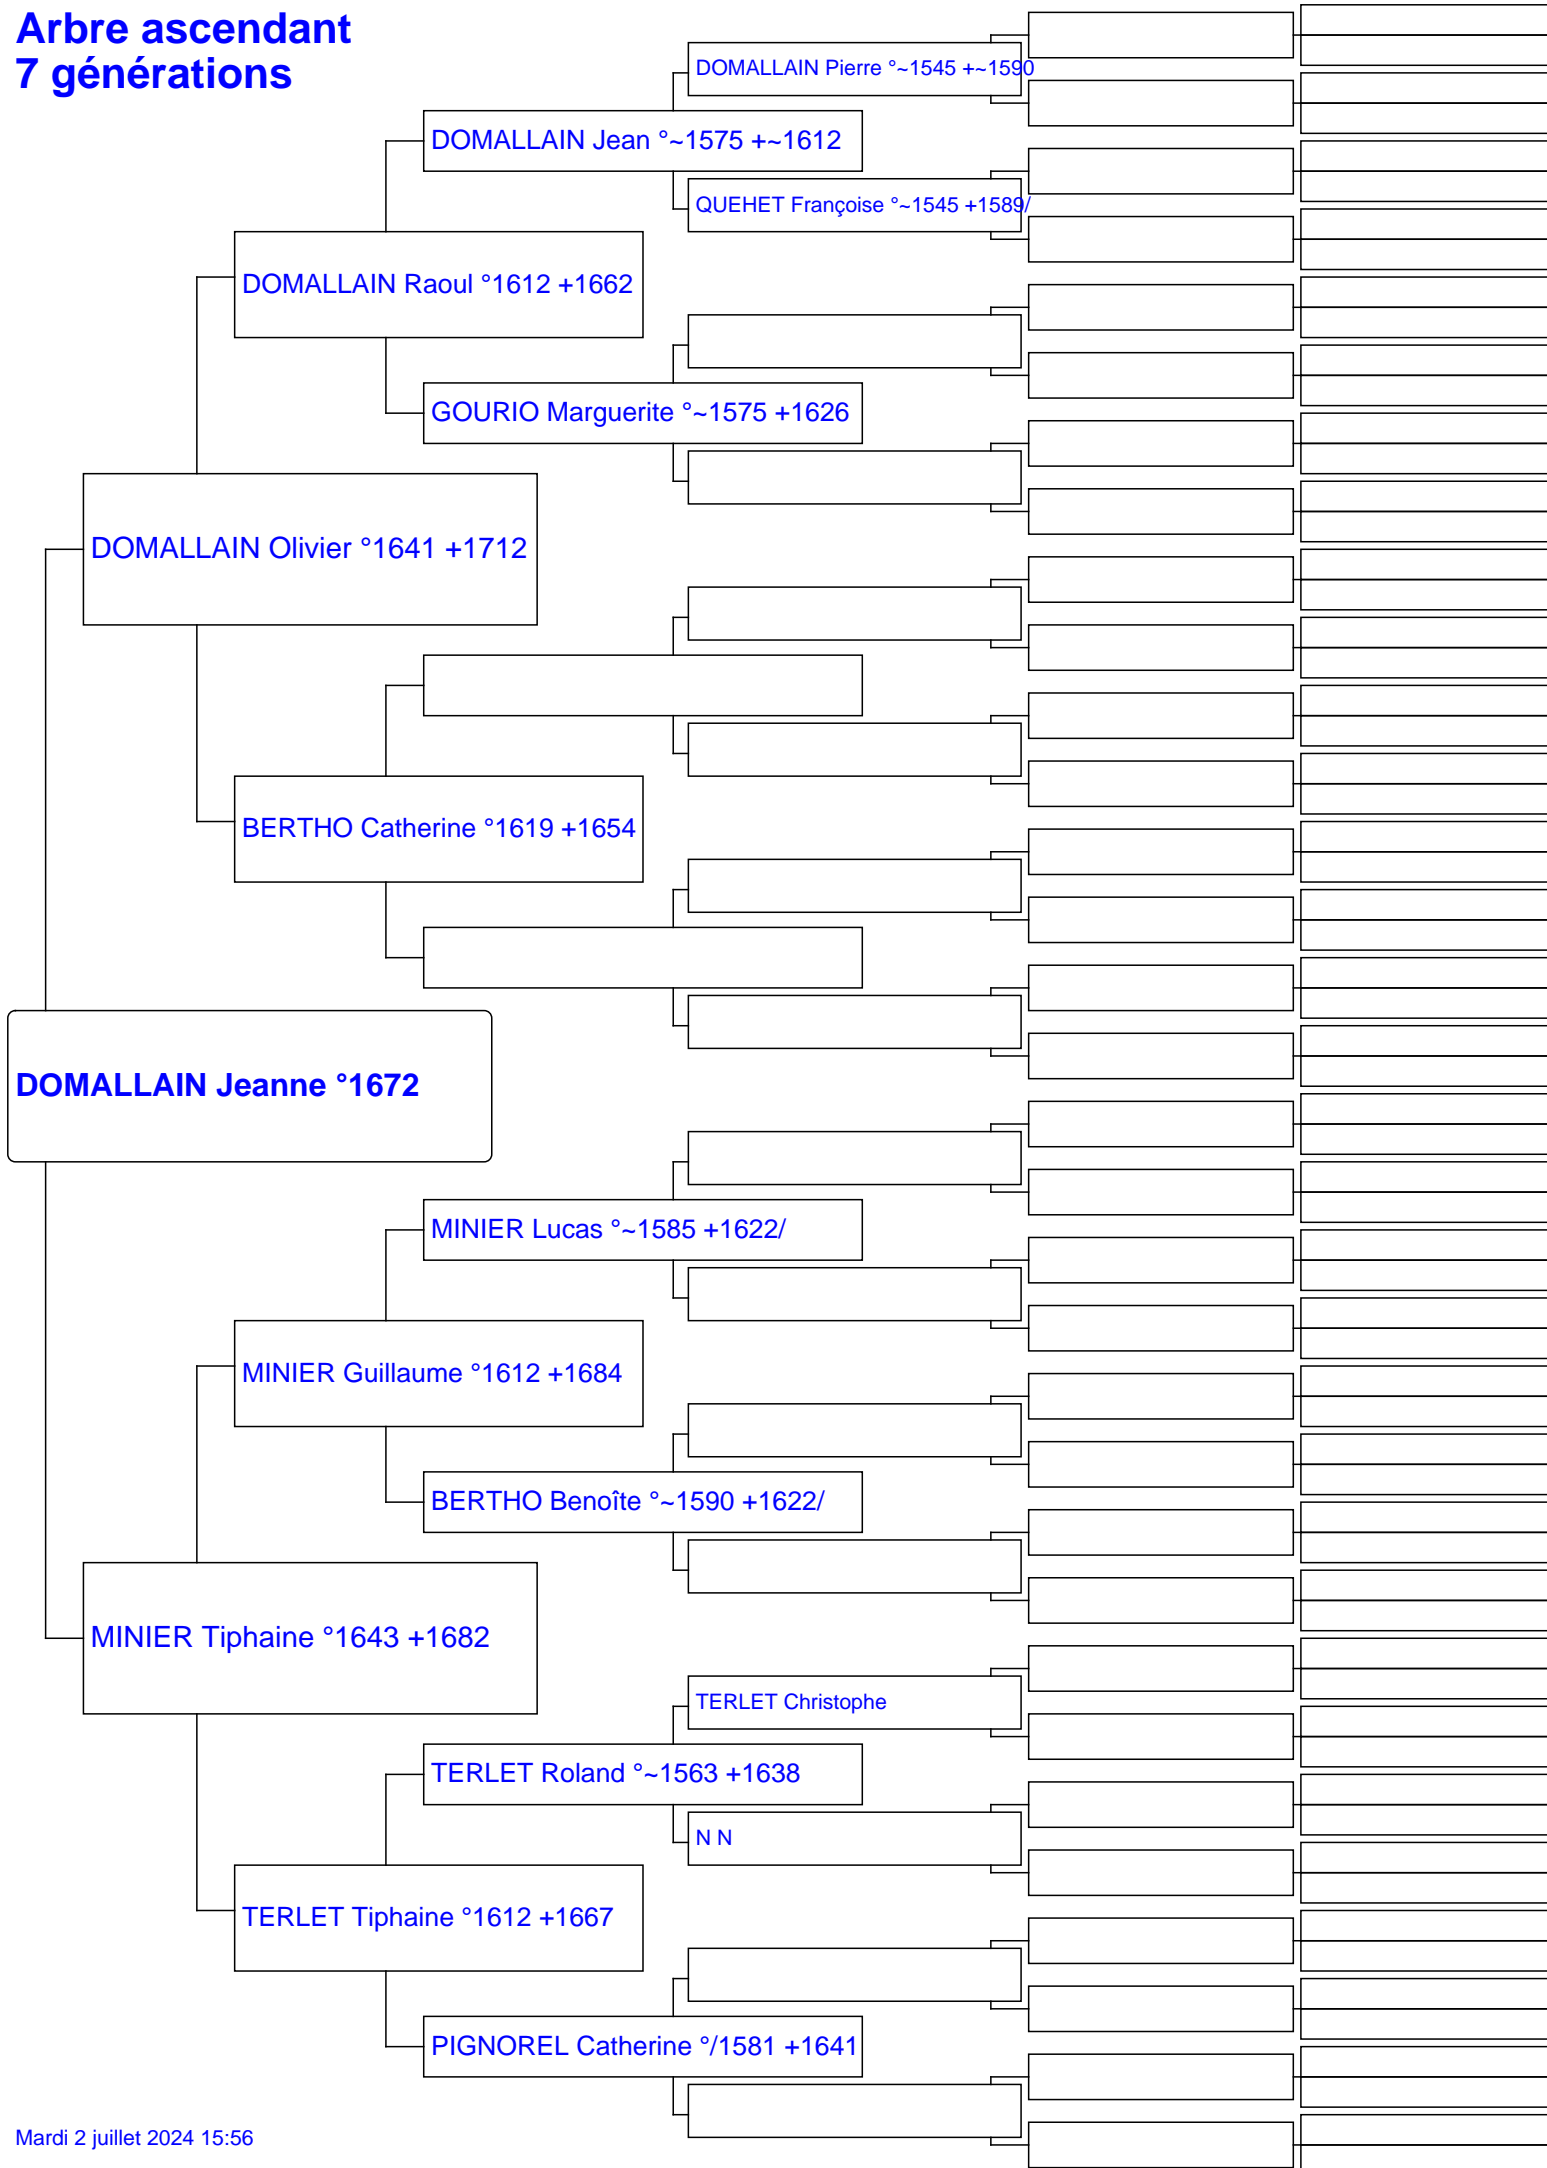 Arbre ascendant
7 générations
DOMALLAIN Pierre °~1545 +~1590
DOMALLAIN Jean °~1575 +~1612
QUEHET Françoise °~1545 +1589/
DOMALLAIN Raoul °1612 +1662
GOURIO Marguerite °~1575 +1626
DOMALLAIN Olivier °1641 +1712
BERTHO Catherine °1619 +1654
DOMALLAIN Jeanne °1672
MINIER Lucas °~1585 +1622/
MINIER Guillaume °1612 +1684
BERTHO Benoîte °~1590 +1622/
MINIER Tiphaine °1643 +1682
TERLET Christophe
TERLET Roland °~1563 +1638
N N
TERLET Tiphaine °1612 +1667
PIGNOREL Catherine °/1581 +1641
Mardi 2 juillet 2024 15:56